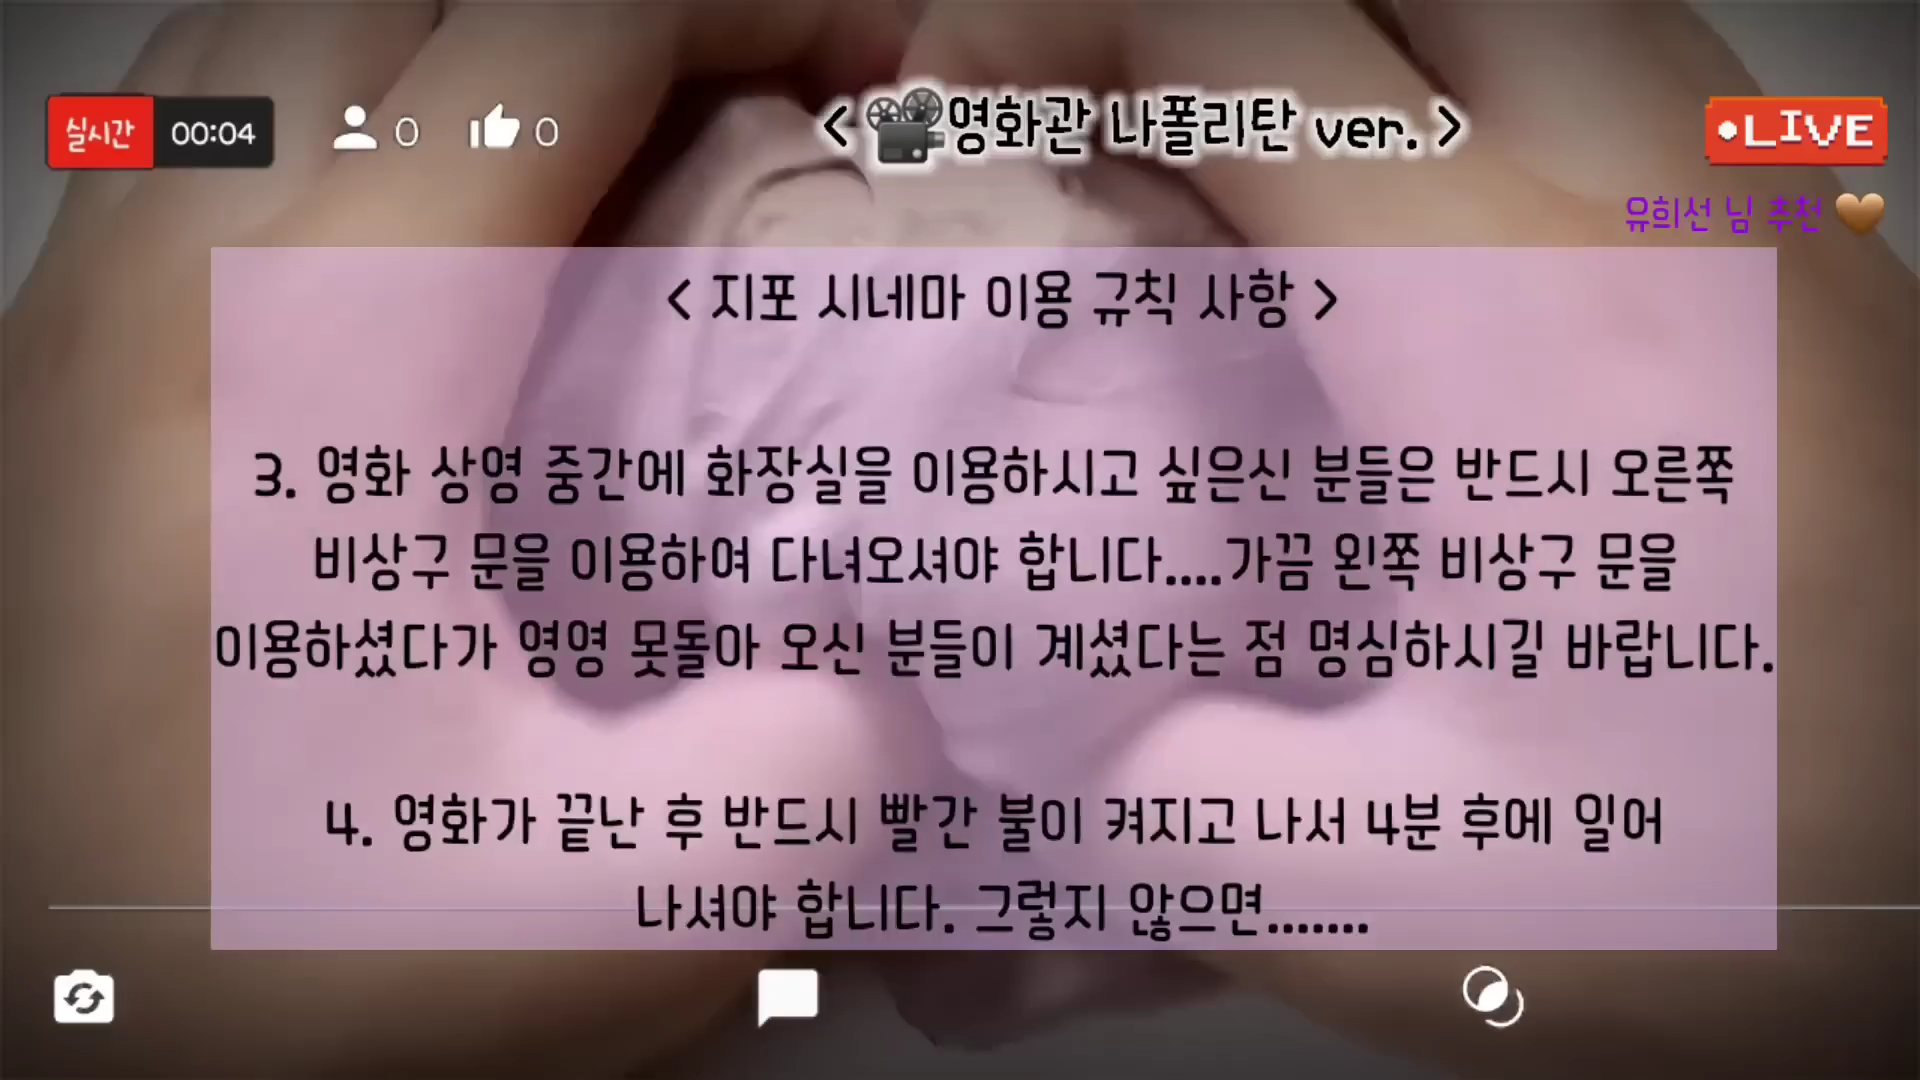 실시간 00:04 0 0
< 🎥영화관 나폴리탄 ver. >
●LIVE
유희선 님 추천 🤎
< 지포 시네마 이용 규칙 사항 >
3. 영화 상영 중간에 화장실을 이용하시고 싶은신 분들은 반드시 오른쪽
비상구 문을 이용하여 다녀오셔야 합니다....가끔 왼쪽 비상구 문을
이용하셨다가 영영 못돌아 오신 분들이 계셨다는 점 명심하시길 바랍니다.
4. 영화가 끝난 후 반드시 빨간 불이 켜지고 나서 4분 후에 일어
나셔야 합니다. 그렇지 않으면.......